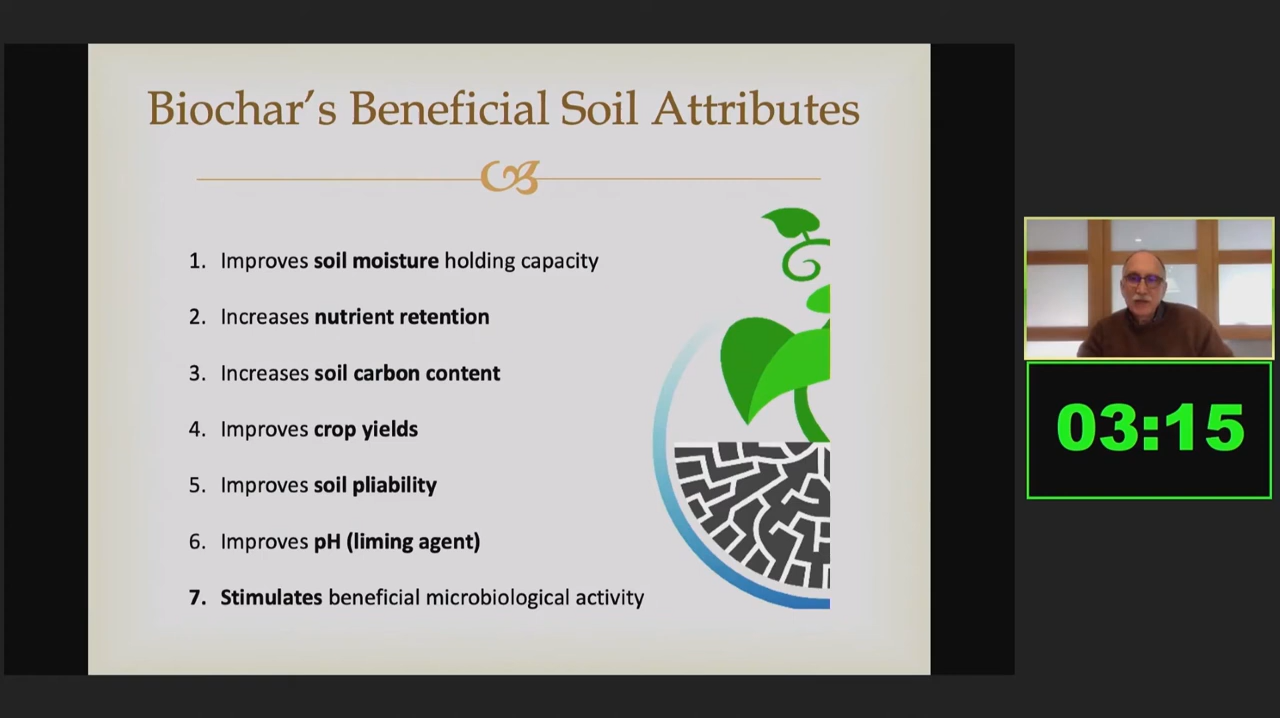 Biochar's Beneficial Soil Attributes
1. Improves soil moisture holding capacity
2. Increases nutrient retention
3. Increases soil carbon content
4. Improves crop yields
5. Improves soil pliability
6. Improves pH (liming agent)
7. Stimulates beneficial microbiological activity
03:15